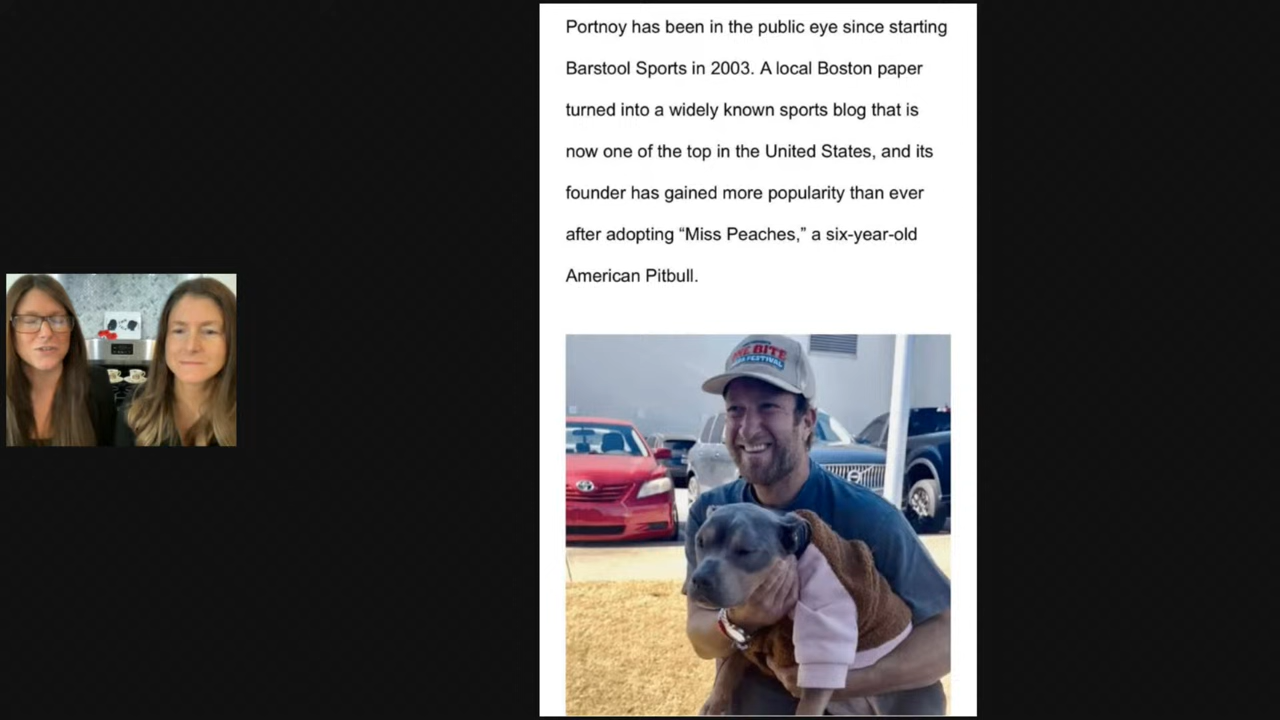 Portnoy has been in the public eye since starting
Barstool Sports in 2003. A local Boston paper
turned into a widely known sports blog that is
now one of the top in the United States, and its
founder has gained more popularity than ever
after adopting “Miss Peaches,” a six-year-old
American Pitbull.
ONE BITE
FESTIVAL